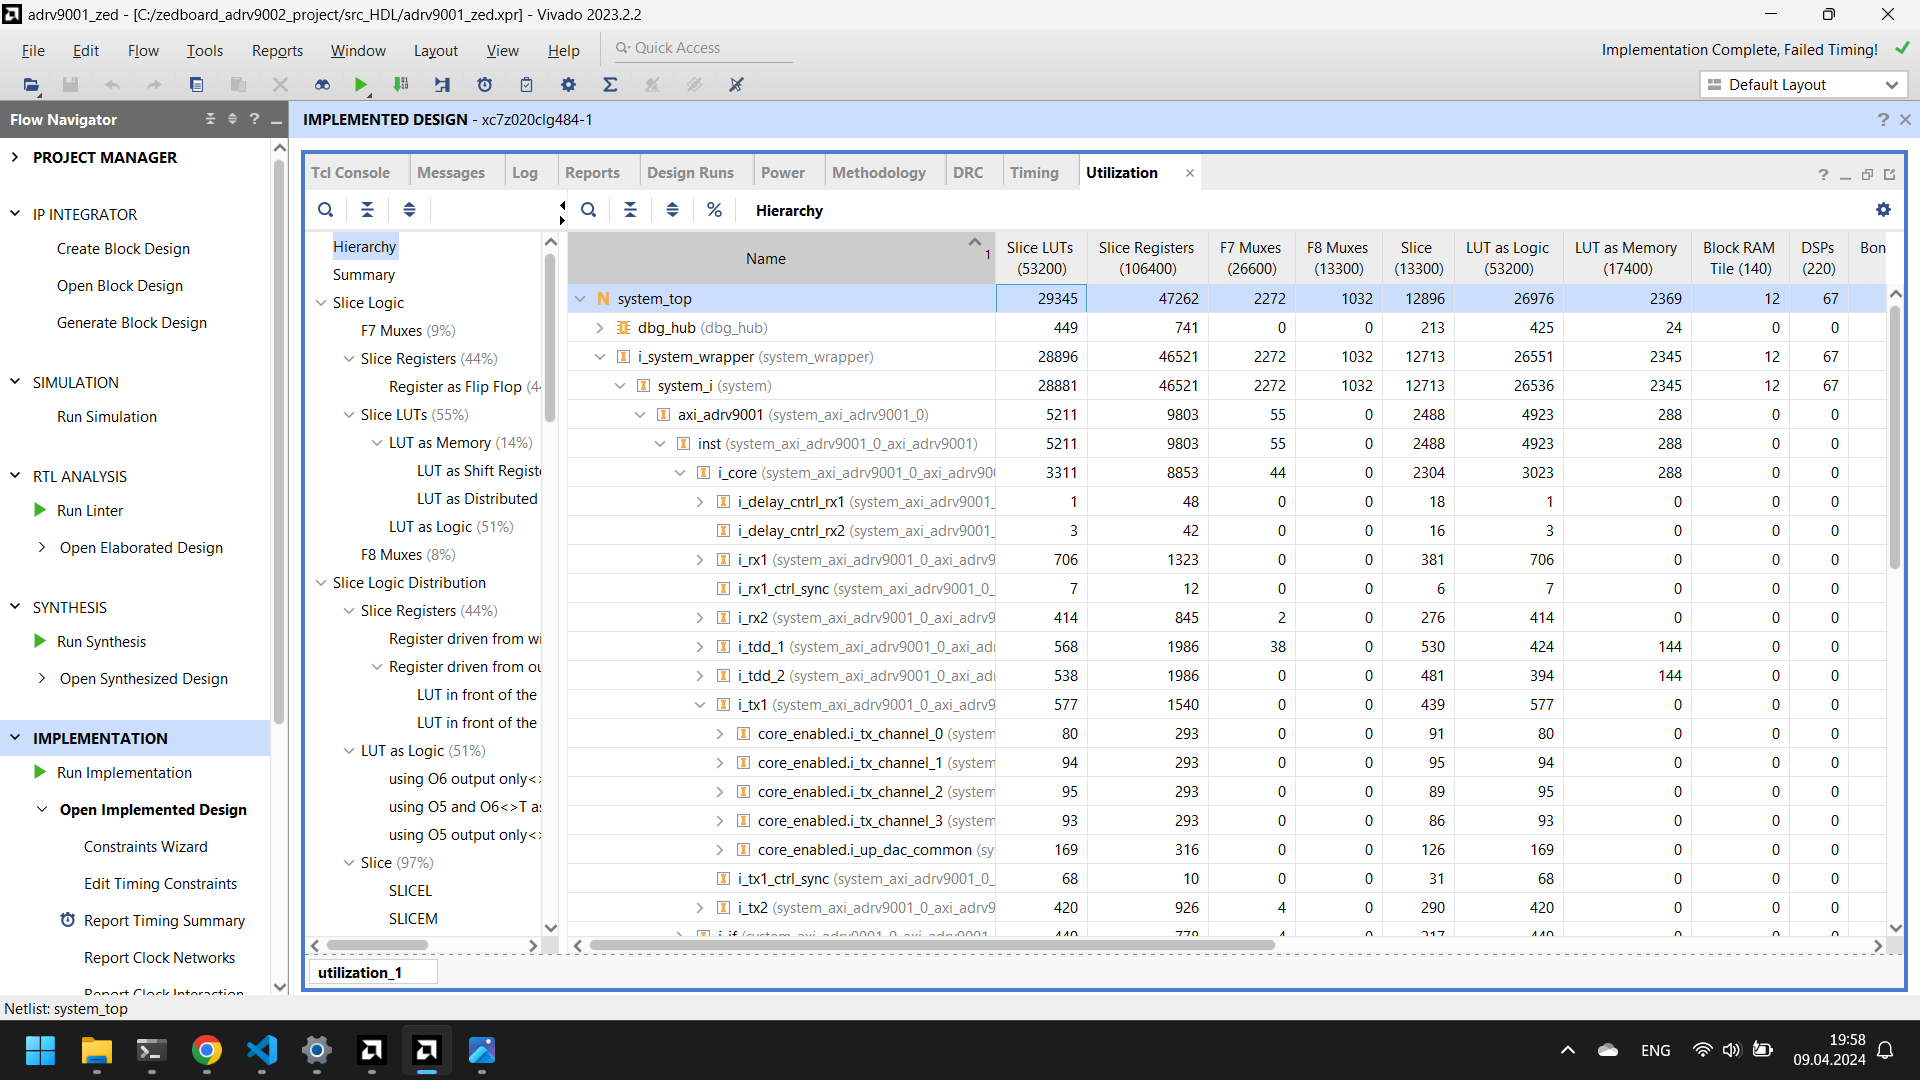 adrv9001_zed - [C:/zedboard_adrv9002_project/src_HDL/adrv9001_zed.xpr] - Vivado 2023.2.2
File Edit Flow Tools Reports Window Layout View Help Quick Access
Implementation Complete, Failed Timing!
Default Layout
Flow Navigator
PROJECT MANAGER
IP INTEGRATOR
Create Block Design
Open Block Design
Generate Block Design
SIMULATION
Run Simulation
RTL ANALYSIS
Run Linter
Open Elaborated Design
SYNTHESIS
Run Synthesis
Open Synthesized Design
IMPLEMENTATION
Run Implementation
Open Implemented Design
Constraints Wizard
Edit Timing Constraints
Report Timing Summary
Report Clock Networks
Report Clock Interaction
IMPLEMENTED DESIGN - xc7z020clg484-1
Tcl Console Messages Log Reports Design Runs Power Methodology DRC Timing Utilization
Hierarchy
Summary
Slice Logic
F7 Muxes (9%)
Slice Registers (44%)
Register as Flip Flop (4
Slice LUTs (55%)
LUT as Memory (14%)
LUT as Shift Registe
LUT as Distributed
LUT as Logic (51%)
F8 Muxes (8%)
Slice Logic Distribution
Slice Registers (44%)
Register driven from wi
Register driven from ou
LUT in front of the
LUT in front of the
LUT as Logic (51%)
using O6 output only<>
using O5 and O6<>T as
using O5 output only<>
Slice (97%)
SLICEL
SLICEM
Hierarchy
Name 1 Slice LUTs (53200) Slice Registers (106400) F7 Muxes (26600) F8 Muxes (13300) Slice (13300) LUT as Logic (53200) LUT as Memory (17400) Block RAM Tile (140) DSPs (220) Bon
N system_top 29345 47262 2272 1032 12896 26976 2369 12 67
dbg_hub (dbg_hub) 449 741 0 0 213 425 24 0 0
i_system_wrapper (system_wrapper) 28896 46521 2272 1032 12713 26551 2345 12 67
system_i (system) 28881 46521 2272 1032 12713 26536 2345 12 67
axi_adrv9001 (system_axi_adrv9001_0) 5211 9803 55 0 2488 4923 288 0 0
inst (system_axi_adrv9001_0_axi_adrv9001) 5211 9803 55 0 2488 4923 288 0 0
i_core (system_axi_adrv9001_0_axi_adrv900 3311 8853 44 0 2304 3023 288 0 0
i_delay_cntrl_rx1 (system_axi_adrv9001_ 1 48 0 0 18 1 0 0 0
i_delay_cntrl_rx2 (system_axi_adrv9001_ 3 42 0 0 16 3 0 0 0
i_rx1 (system_axi_adrv9001_0_axi_adrv9 706 1323 0 0 381 706 0 0 0
i_rx1_ctrl_sync (system_axi_adrv9001_0_ 7 12 0 0 6 7 0 0 0
i_rx2 (system_axi_adrv9001_0_axi_adrv9 414 845 2 0 276 414 0 0 0
i_tdd_1 (system_axi_adrv9001_0_axi_adr 568 1986 38 0 530 424 144 0 0
i_tdd_2 (system_axi_adrv9001_0_axi_adr 538 1986 0 0 481 394 144 0 0
i_tx1 (system_axi_adrv9001_0_axi_adrv9 577 1540 0 0 439 577 0 0 0
core_enabled.i_tx_channel_0 (system 80 293 0 0 91 80 0 0 0
core_enabled.i_tx_channel_1 (system 94 293 0 0 95 94 0 0 0
core_enabled.i_tx_channel_2 (system 95 293 0 0 89 95 0 0 0
core_enabled.i_tx_channel_3 (system 93 293 0 0 86 93 0 0 0
core_enabled.i_up_dac_common (sy 169 316 0 0 126 169 0 0 0
i_tx1_ctrl_sync (system_axi_adrv9001_0_ 68 10 0 0 31 68 0 0 0
i_tx2 (system_axi_adrv9001_0_axi_adrv9 420 926 4 0 290 420 0 0 0
i_if (system_axi_adrv9001_0_axi_adrv9001 449 778 4 0 217 449 0 0 0
utilization_1
Netlist: system_top
ENG
19:58
09.04.2024